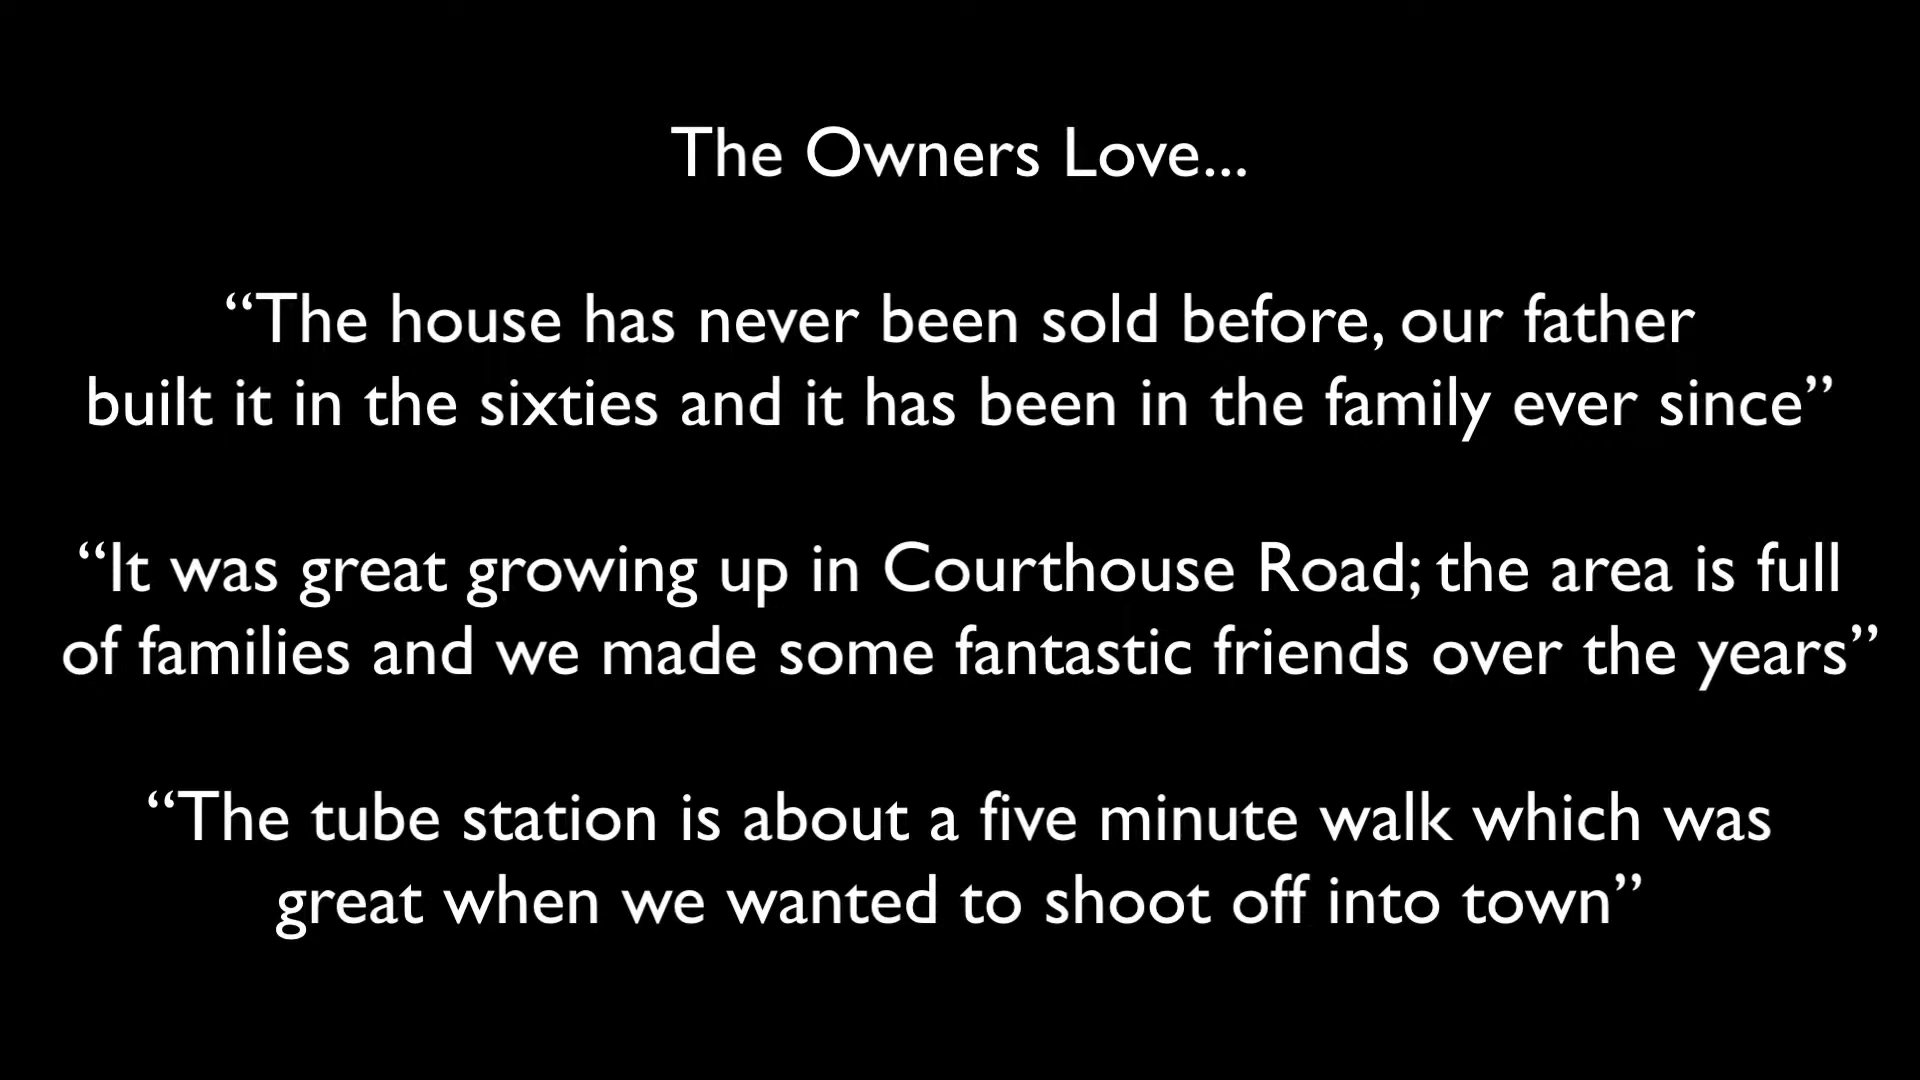 The Owners Love...
“The house has never been sold before, our father
built it in the sixties and it has been in the family ever since”
“It was great growing up in Courthouse Road; the area is full
of families and we made some fantastic friends over the years”
“The tube station is about a five minute walk which was
great when we wanted to shoot off into town”